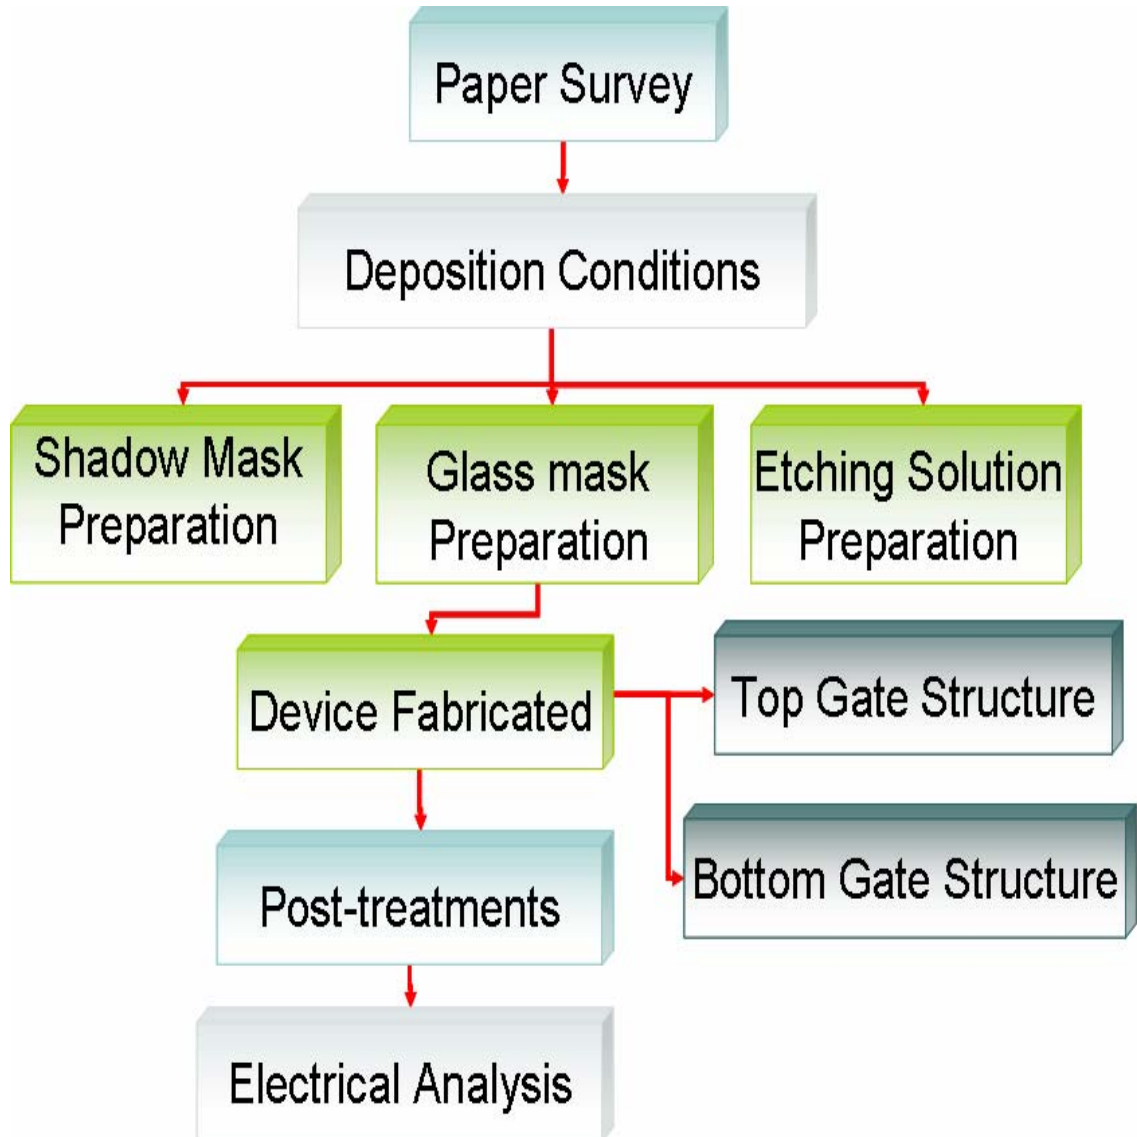 Paper Survey
Deposition Conditions
Shadow Mask
Preparation
Glass mask
Preparation
Etching Solution
Preparation
Device Fabricated
Top Gate Structure
Bottom Gate Structure
Post-treatments
Electrical Analysis